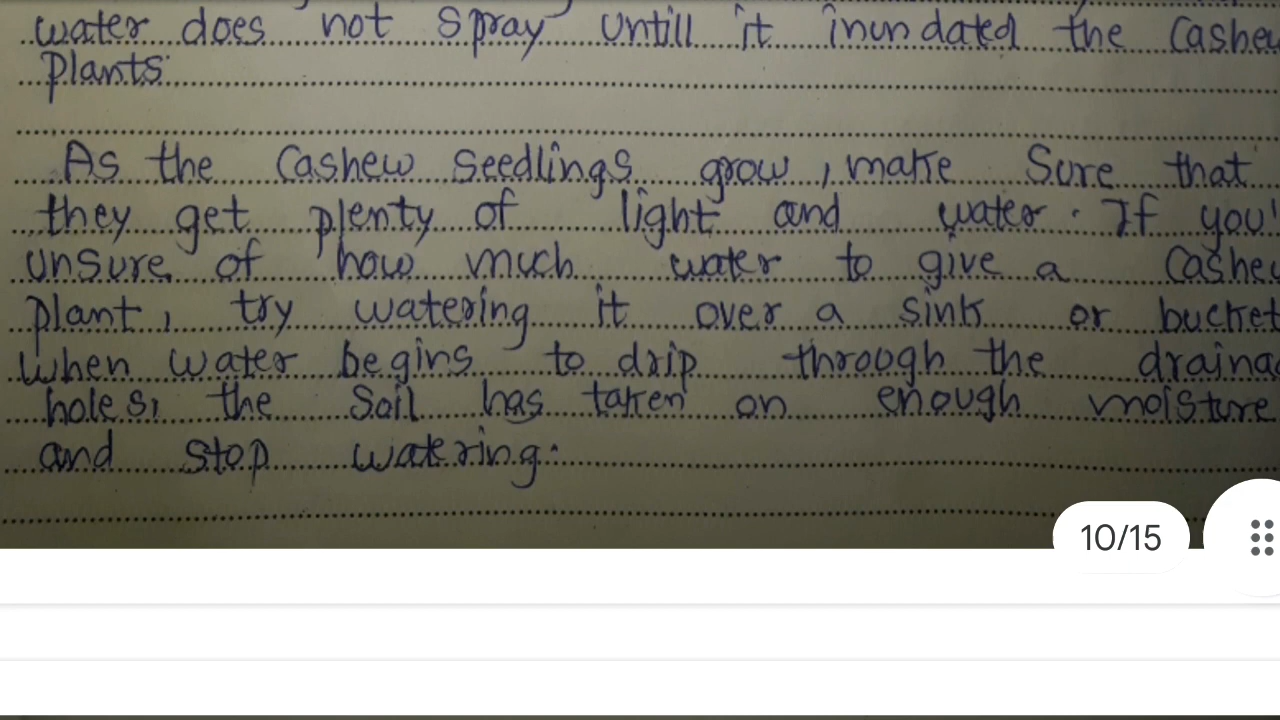 water does not spray untill it inundated the Cashew
plants.
As the Cashew seedlings grow, make Sure that
they get plenty of light and water. If you'
unsure of how much water to give a Cashe
plant, try watering it over a sink or bucket
When water begins to drip through the draina
holes, the Soil has taken on enough moisture
and stop watering.
10/15